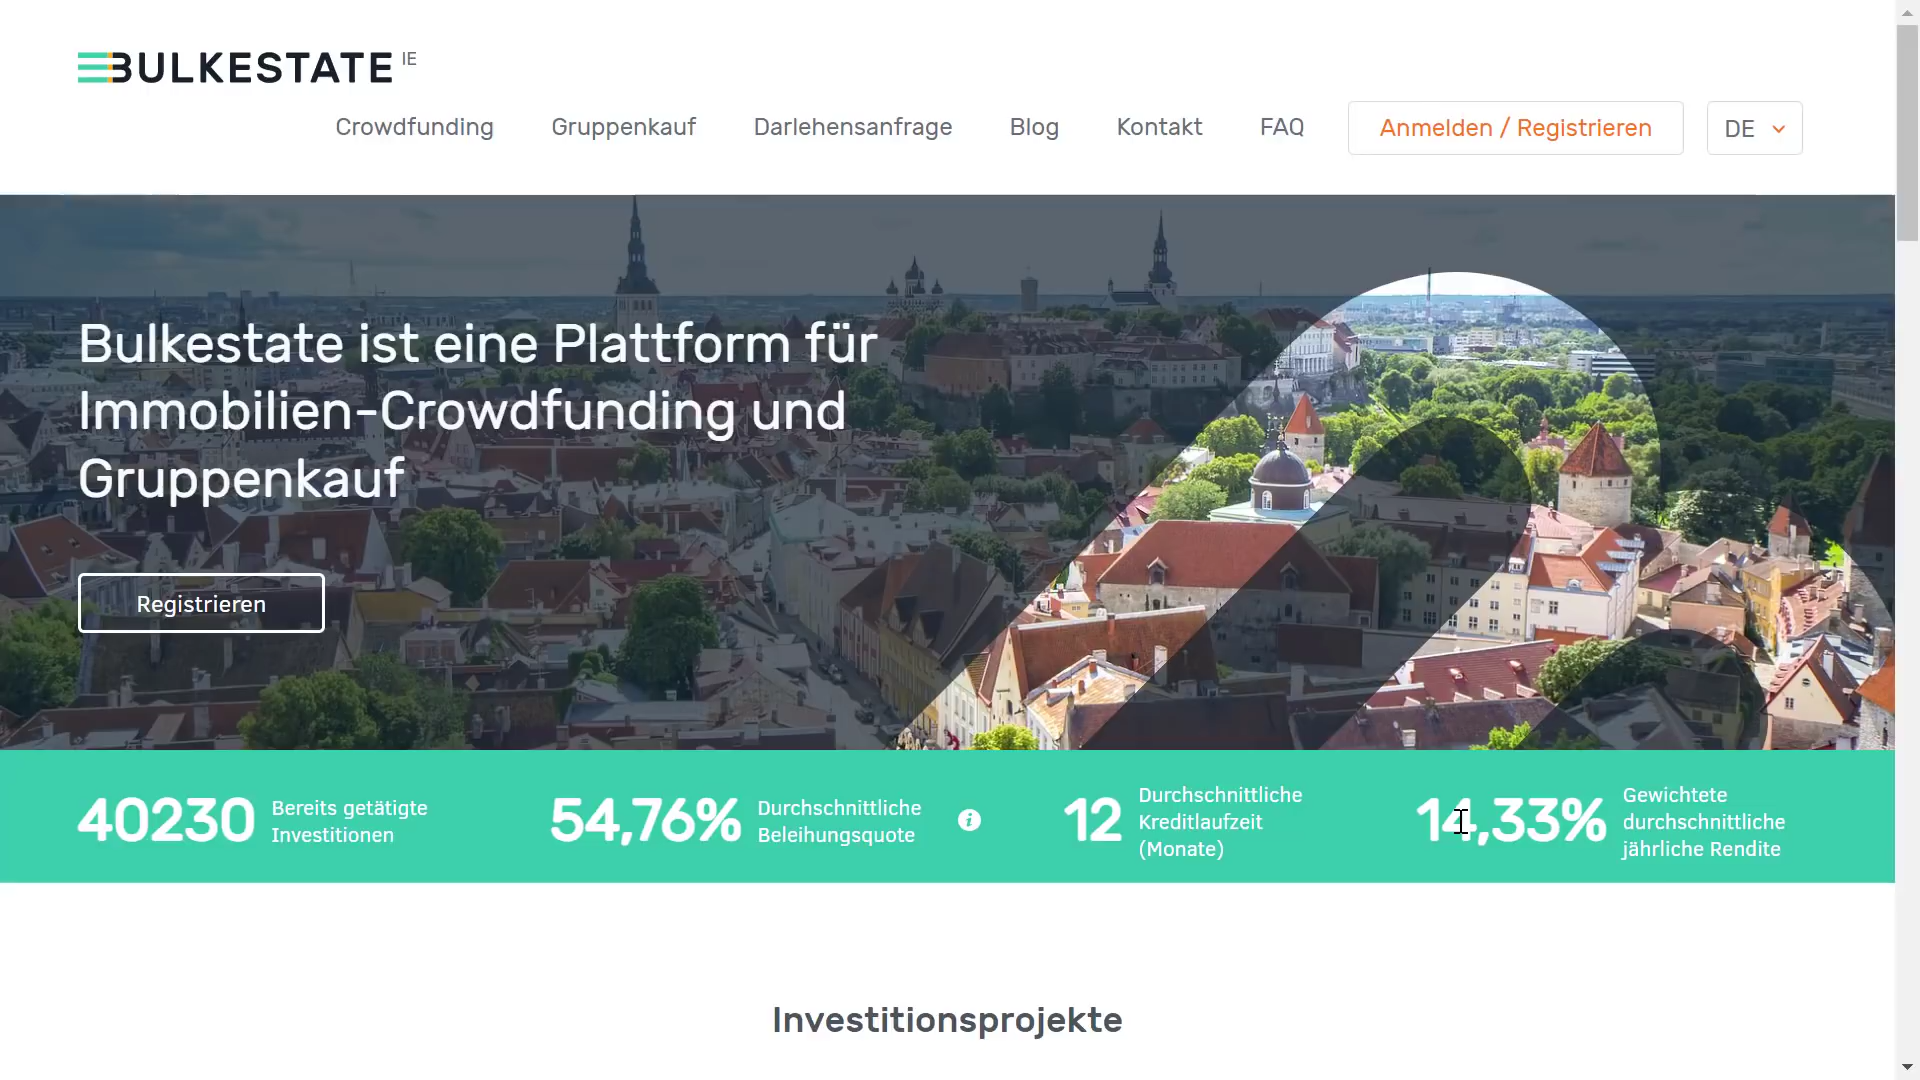 BULKESTATE IE
Crowdfunding Gruppenkauf Darlehensanfrage Blog Kontakt FAQ Anmelden / Registrieren DE
Bulkestate ist eine Plattform für
Immobilien-Crowdfunding und
Gruppenkauf
Registrieren
40230
Bereits getätigte
Investitionen
54,76%
Durchschnittliche
Beleihungsquote
12
Durchschnittliche
Kreditlaufzeit
(Monate)
14,33%
Gewichtete
durchschnittliche
jährliche Rendite
Investitionsprojekte